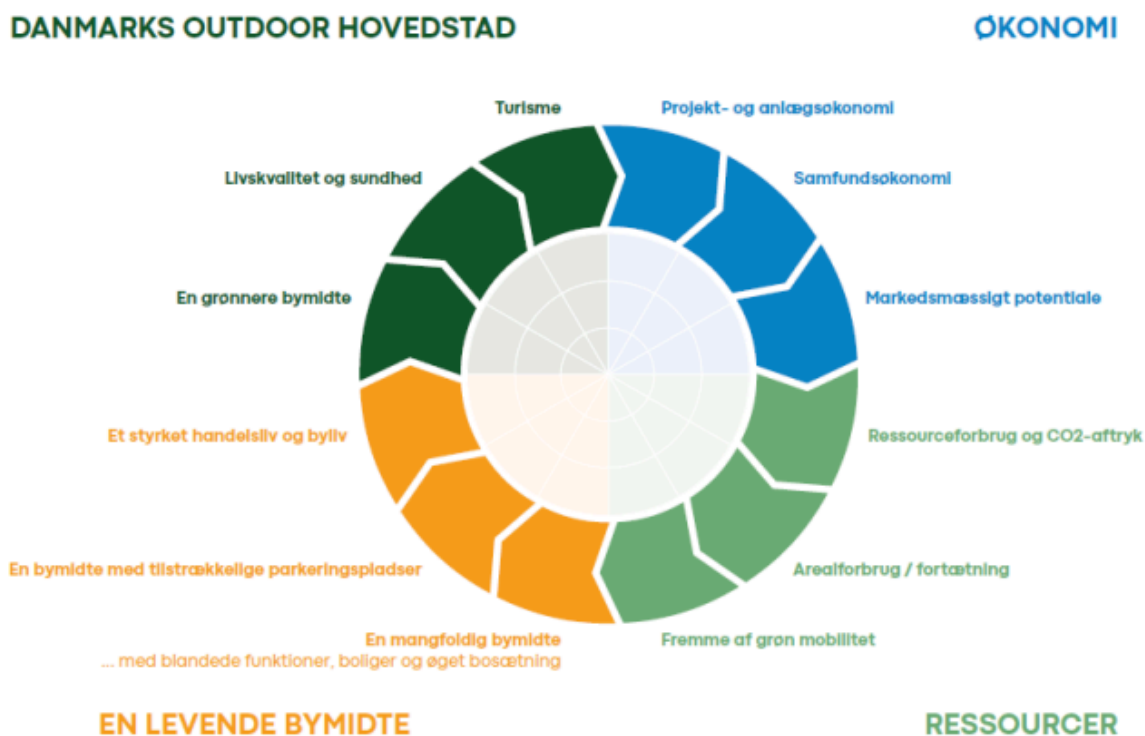 DANMARKS OUTDOOR HOVEDSTAD
ØKONOMI
Turisme
Projekt- og anlægsøkonomi
Livskvalitet og sundhed
Samfundsøkonomi
En grønnere bymidte
Markedsmæssigt potentiale
Et styrket handelsliv og byliv
Ressourceforbrug og CO2-aftryk
En bymidte med tilstrækkelige parkeringspladser
Arealforbrug / fortætning
En mangfoldig bymidte
... med blandede funktioner, boliger og øget bosætning
Fremme af grøn mobilitet
EN LEVENDE BYMIDTE
RESSOURCER